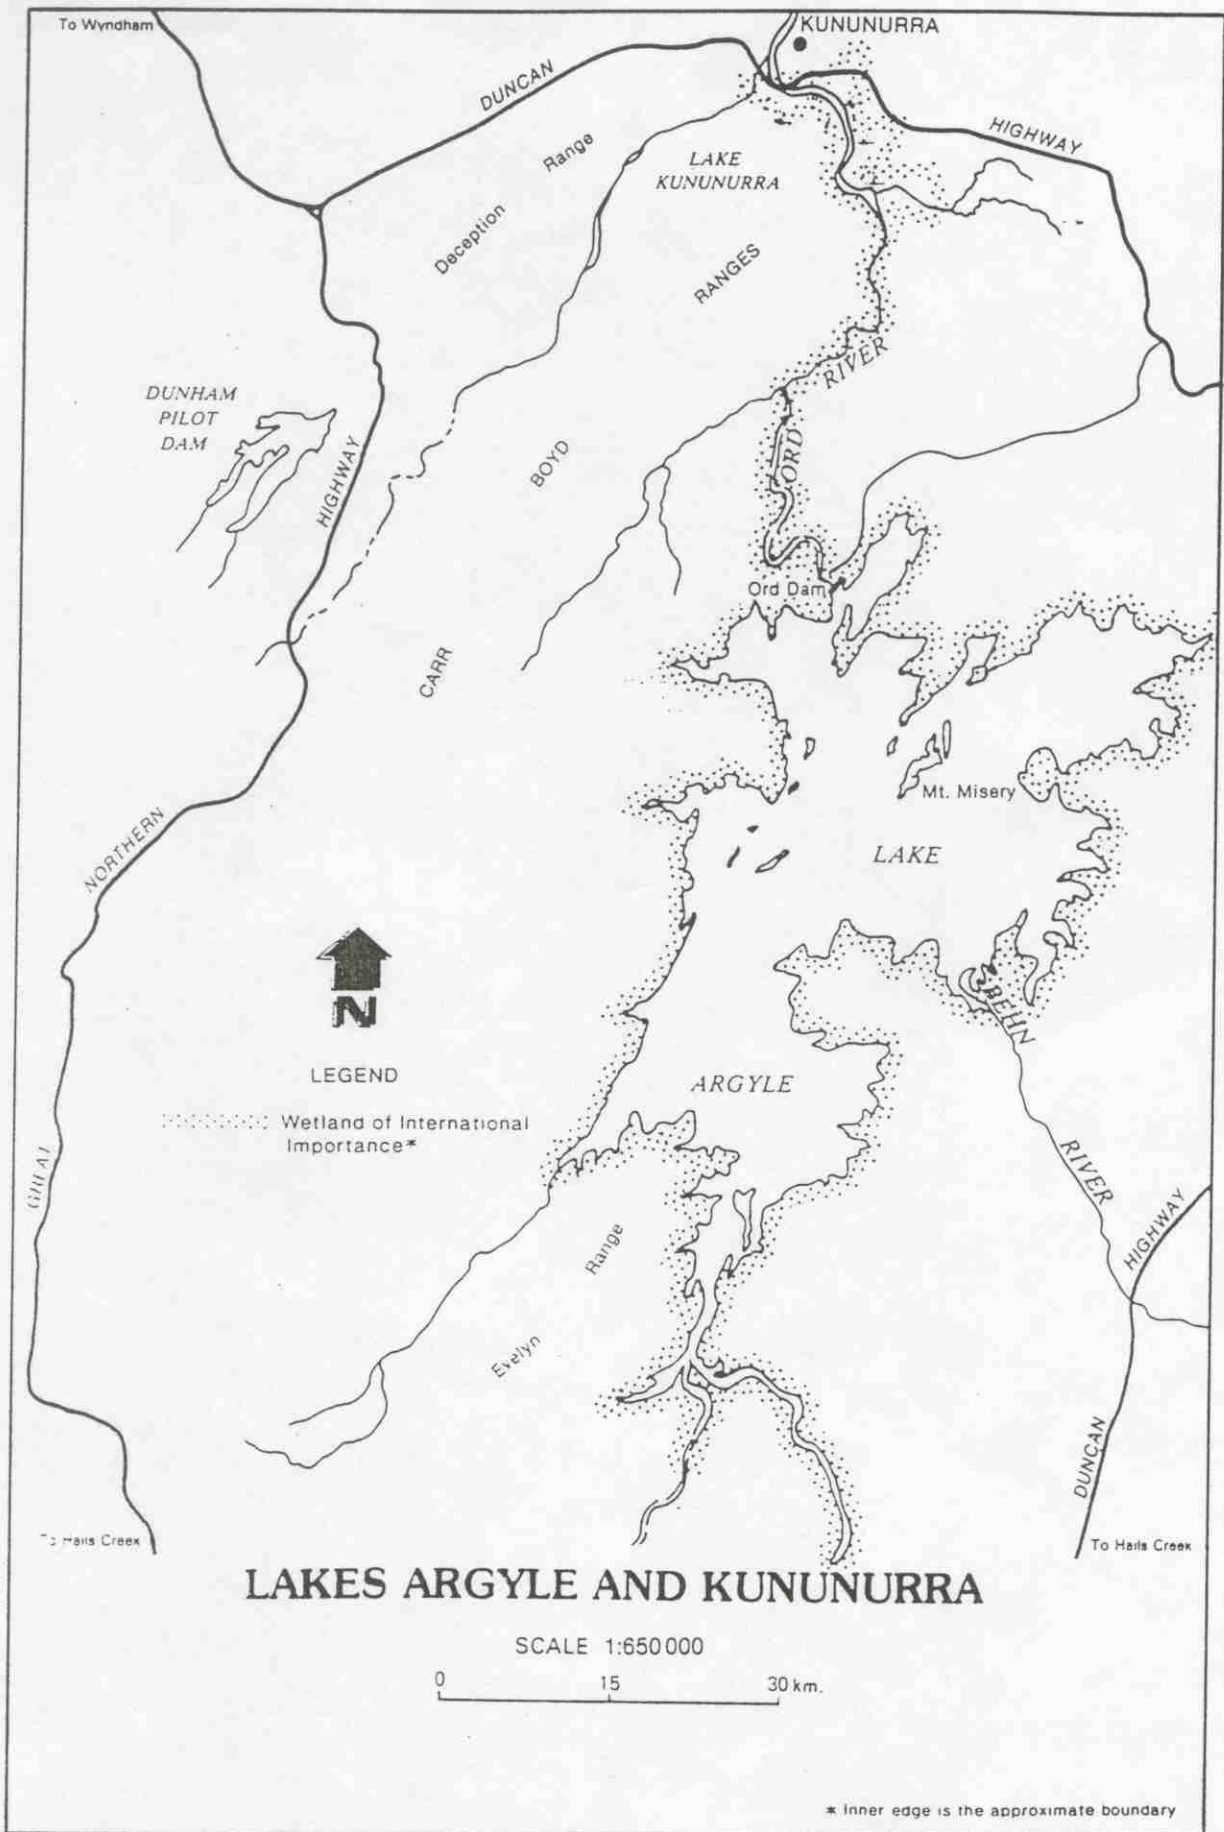 To Wyndham
KUNUNURRA
DUNCAN
HIGHWAY
Range
Deception
LAKE
KUNUNURRA
RANGES
RIVER
ORD
DUNHAM
PILOT
DAM
HIGHWAY
BOYD
CARR
Ord Dam
Mt. Misery
LAKE
NORTHERN
N
BEHN
ARGYLE
LEGEND
Wetland of International
Importance*
GREAT
RIVER
HIGHWAY
Range
Evelyn
DUNCAN
To Halls Creek
To Halls Creek
LAKES ARGYLE AND KUNUNURRA
SCALE 1:650 000
0 15 30 km.
* Inner edge is the approximate boundary